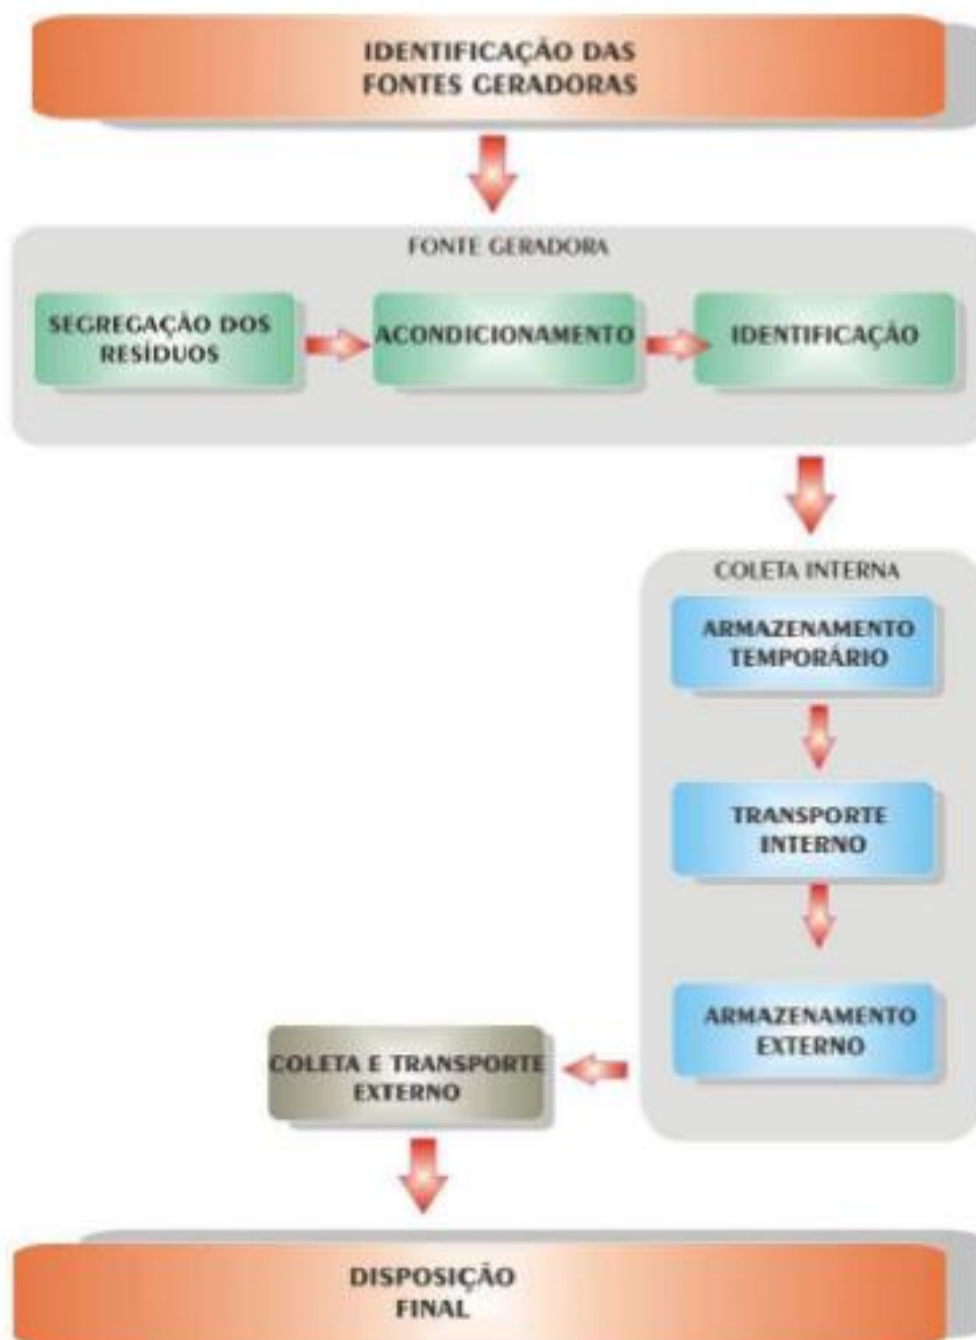 IDENTIFICAÇÃO DAS
FONTES GERADORAS
FONTE GERADORA
SEGREGAÇÃO DOS
RESÍDUOS
ACONDICIONAMENTO
IDENTIFICAÇÃO
COLETA INTERNA
ARMAZENAMENTO
TEMPORÁRIO
TRANSPORTE
INTERNO
ARMAZENAMENTO
EXTERNO
COLETA E TRANSPORTE
EXTERNO
DISPOSIÇÃO
FINAL